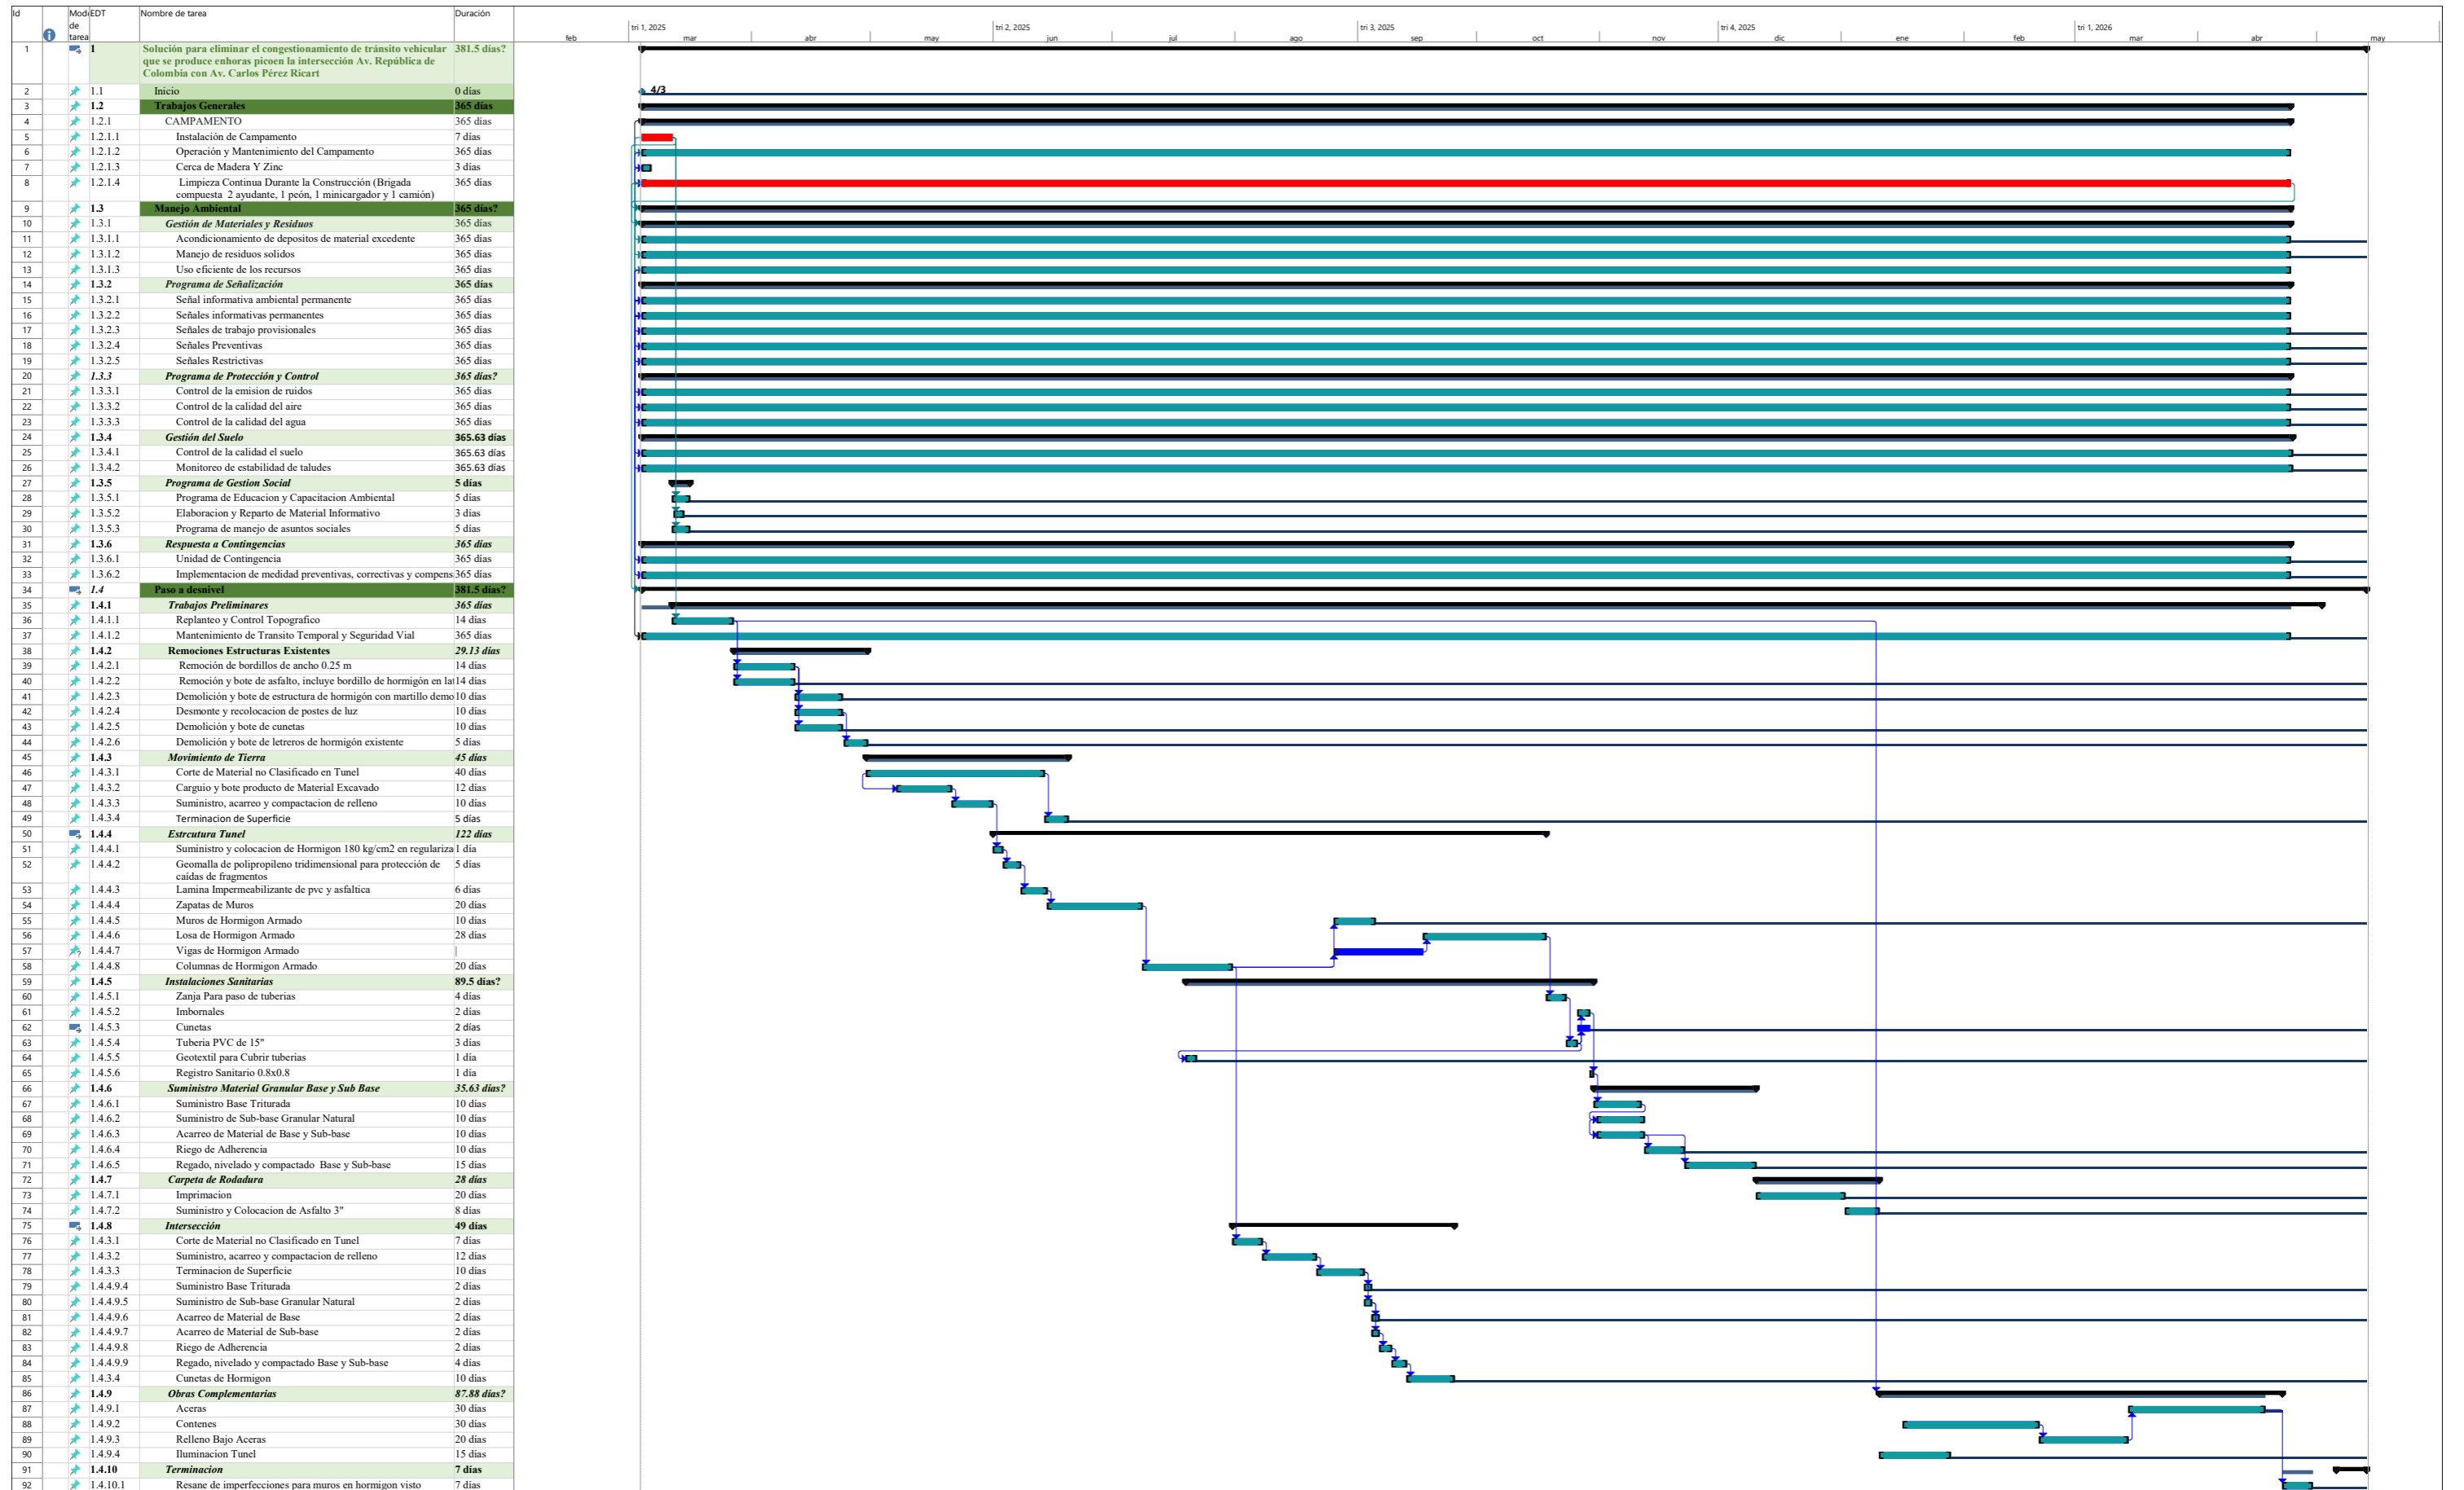 Id Modo de tarea EDT Nombre de tarea Duración
tri 1, 2025 tri 2, 2025 tri 3, 2025 tri 4, 2025 tri 1, 2026
feb mar abr may jun jul ago sep oct nov dic ene feb mar abr may
1 1 Solución para eliminar el congestionamiento de tránsito vehicular 381.5 días?
que se produce enhoras picoen la intersección Av. República de
Colombia con Av. Carlos Pérez Ricart
2 1.1 Inicio 0 días 4/3
3 1.2 Trabajos Generales 365 días
4 1.2.1 CAMPAMENTO 365 días
5 1.2.1.1 Instalación de Campamento 7 días
6 1.2.1.2 Operación y Mantenimiento del Campamento 365 días
7 1.2.1.3 Cerca de Madera Y Zinc 3 días
8 1.2.1.4 Limpieza Continua Durante la Construcción (Brigada 365 días
compuesta 2 ayudante, 1 peón, 1 minicargador y 1 camión)
9 1.3 Manejo Ambiental 365 días?
10 1.3.1 Gestión de Materiales y Residuos 365 días
11 1.3.1.1 Acondicionamiento de depositos de material excedente 365 días
12 1.3.1.2 Manejo de residuos solidos 365 días
13 1.3.1.3 Uso eficiente de los recursos 365 días
14 1.3.2 Programa de Señalización 365 días
15 1.3.2.1 Señal informativa ambiental permanente 365 días
16 1.3.2.2 Señales informativas permanentes 365 días
17 1.3.2.3 Señales de trabajo provisionales 365 días
18 1.3.2.4 Señales Preventivas 365 días
19 1.3.2.5 Señales Restrictivas 365 días
20 1.3.3 Programa de Protección y Control 365 días?
21 1.3.3.1 Control de la emision de ruidos 365 días
22 1.3.3.2 Control de la calidad del aire 365 días
23 1.3.3.3 Control de la calidad del agua 365 días
24 1.3.4 Gestión del Suelo 365.63 días
25 1.3.4.1 Control de la calidad el suelo 365.63 días
26 1.3.4.2 Monitoreo de estabilidad de taludes 365.63 días
27 1.3.5 Programa de Gestion Social 5 días
28 1.3.5.1 Programa de Educacion y Capacitacion Ambiental 5 días
29 1.3.5.2 Elaboracion y Reparto de Material Informativo 3 días
30 1.3.5.3 Programa de manejo de asuntos sociales 5 días
31 1.3.6 Respuesta a Contingencias 365 días
32 1.3.6.1 Unidad de Contingencia 365 días
33 1.3.6.2 Implementacion de medidad preventivas, correctivas y compens 365 días
34 1.4 Paso a desnivel 381.5 días?
35 1.4.1 Trabajos Preliminares 365 días
36 1.4.1.1 Replanteo y Control Topografico 14 días
37 1.4.1.2 Mantenimiento de Transito Temporal y Seguridad Vial 365 días
38 1.4.2 Remociones Estructuras Existentes 29.13 días
39 1.4.2.1 Remoción de bordillos de ancho 0.25 m 14 días
40 1.4.2.2 Remoción y bote de asfalto, incluye bordillo de hormigón en lat 14 días
41 1.4.2.3 Demolición y bote de estructura de hormigón con martillo demo 10 días
42 1.4.2.4 Desmonte y recolocación de postes de luz 10 días
43 1.4.2.5 Demolición y bote de cunetas 10 días
44 1.4.2.6 Demolición y bote de letreros de hormigón existente 5 días
45 1.4.3 Movimiento de Tierra 45 días
46 1.4.3.1 Corte de Material no Clasificado en Tunel 40 días
47 1.4.3.2 Carguio y bote producto de Material Excavado 12 días
48 1.4.3.3 Suministro, acarreo y compactacion de relleno 10 días
49 1.4.3.4 Terminacion de Superficie 5 días
50 1.4.4 Estrcutura Tunel 122 días
51 1.4.4.1 Suministro y colocacion de Hormigon 180 kg/cm2 en regulariza 1 día
52 1.4.4.2 Geomalla de polipropileno tridimensional para protección de 5 días
caídas de fragmentos
53 1.4.4.3 Lamina Impermeabilizante de pvc y asfaltica 6 días
54 1.4.4.4 Zapatas de Muros 20 días
55 1.4.4.5 Muros de Hormigon Armado 10 días
56 1.4.4.6 Losa de Hormigon Armado 28 días
57 1.4.4.7 Vigas de Hormigon Armado
58 1.4.4.8 Columnas de Hormigon Armado 20 días
59 1.4.5 Instalaciones Sanitarias 89.5 días?
60 1.4.5.1 Zanja Para paso de tuberias 4 días
61 1.4.5.2 Imbornales 2 días
62 1.4.5.3 Cunetas 2 días
63 1.4.5.4 Tuberia PVC de 15" 3 días
64 1.4.5.5 Geotextil para Cubrir tuberias 1 día
65 1.4.5.6 Registro Sanitario 0.8x0.8 1 día
66 1.4.6 Suministro Material Granular Base y Sub Base 35.63 días?
67 1.4.6.1 Suministro Base Triturada 10 días
68 1.4.6.2 Suministro de Sub-base Granular Natural 10 días
69 1.4.6.3 Acarreo de Material de Base y Sub-base 10 días
70 1.4.6.4 Riego de Adherencia 10 días
71 1.4.6.5 Regado, nivelado y compactado Base y Sub-base 15 días
72 1.4.7 Carpeta de Rodadura 28 días
73 1.4.7.1 Imprimacion 20 días
74 1.4.7.2 Suministro y Colocacion de Asfalto 3" 8 días
75 1.4.8 Intersección 49 días
76 1.4.3.1 Corte de Material no Clasificado en Tunel 7 días
77 1.4.3.2 Suministro, acarreo y compactacion de relleno 12 días
78 1.4.3.3 Terminacion de Superficie 10 días
79 1.4.4.9.4 Suministro Base Triturada 2 días
80 1.4.4.9.5 Suministro de Sub-base Granular Natural 2 días
81 1.4.4.9.6 Acarreo de Material de Base 2 días
82 1.4.4.9.7 Acarreo de Material de Sub-base 2 días
83 1.4.4.9.8 Riego de Adherencia 2 días
84 1.4.4.9.9 Regado, nivelado y compactado Base y Sub-base 4 días
85 1.4.3.4 Cunetas de Hormigon 10 días
86 1.4.9 Obras Complementarias 87.88 días?
87 1.4.9.1 Aceras 30 días
88 1.4.9.2 Contenes 30 días
89 1.4.9.3 Relleno Bajo Aceras 20 días
90 1.4.9.4 Iluminacion Tunel 15 días
91 1.4.10 Terminacion 7 días
92 1.4.10.1 Resane de imperfecciones para muros en hormigon visto 7 días